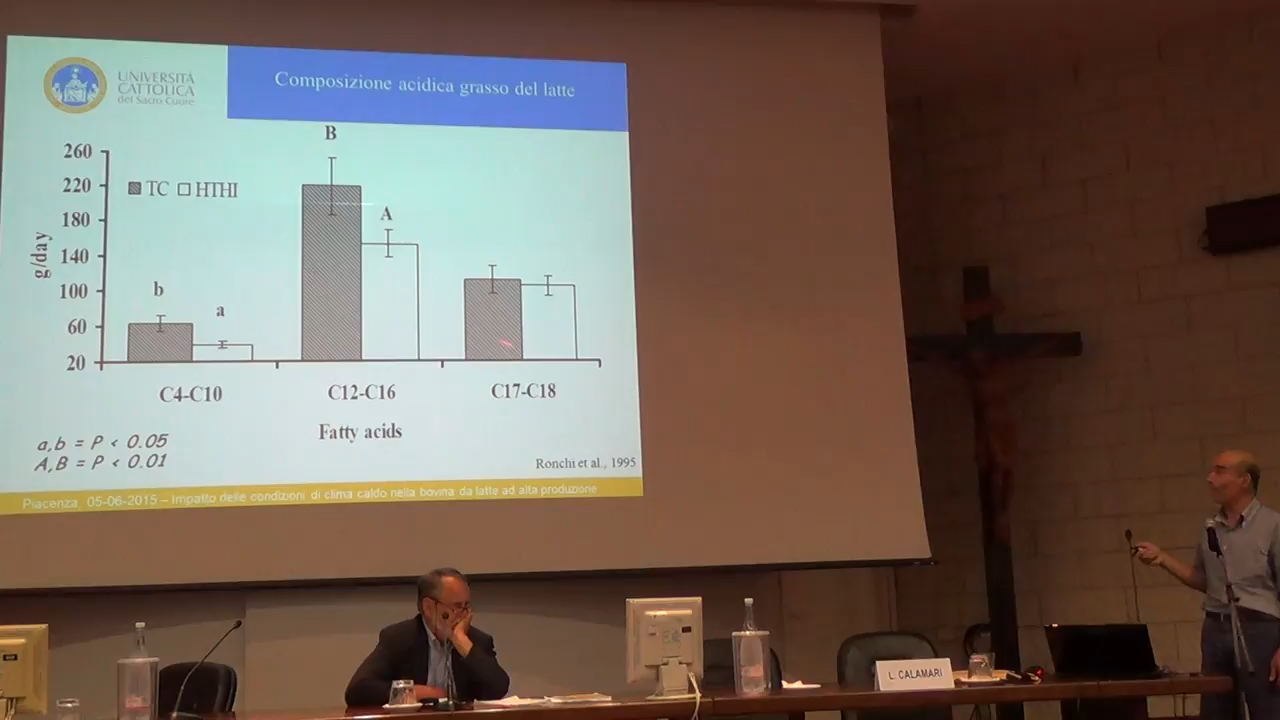 UNIVERSITÀ
CATTOLICA
del Sacro Cuore
Composizione acidica grasso del latte
B
260
TC HTHI
220
A
180
g/day
140
b
100
a
60
20
C4-C10 C12-C16 C17-C18
Fatty acids
a,b = P < 0.05
A,B = P < 0.01
Ronchi et al., 1995
Piacenza, 05-06-2015 – Impatto delle condizioni di clima caldo nella bovina da latte ad alta produzione
L. CALAMARI